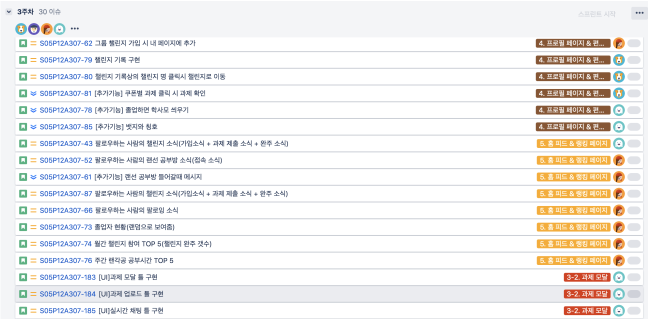 3주차 30 이슈 스프린트 시작
S05P12A307-62 그룹 챌린지 가입 시 내 페이지에 추가 4. 프로필 페이지 & 편...
S05P12A307-79 챌린지 기록 구현 4. 프로필 페이지 & 편...
S05P12A307-80 챌린지 기록상의 챌린지 명 클릭시 챌린지로 이동 4. 프로필 페이지 & 편...
S05P12A307-81 [추가기능] 쿠폰별 과제 클릭 시 과제 확인 4. 프로필 페이지 & 편...
S05P12A307-78 [추가기능] 졸업하면 학사모 씌우기 4. 프로필 페이지 & 편...
S05P12A307-85 [추가기능] 뱃지와 칭호 4. 프로필 페이지 & 편...
S05P12A307-43 팔로우하는 사람의 챌린지 소식(가입소식 + 과제 제출 소식 + 완주 소식) 5. 홈 피드 & 랭킹 페이지
S05P12A307-52 팔로우하는 사람의 랜선 공부방 소식(접속 소식) 5. 홈 피드 & 랭킹 페이지
S05P12A307-61 [추가기능] 랜선 공부방 들어갈때 메시지 5. 홈 피드 & 랭킹 페이지
S05P12A307-87 팔로우하는 사람의 챌린지 소식(가입소식 + 과제 제출 소식 + 완주 소식) 5. 홈 피드 & 랭킹 페이지
S05P12A307-66 팔로우하는 사람의 팔로잉 소식 5. 홈 피드 & 랭킹 페이지
S05P12A307-73 졸업자 현황(랜덤으로 보여줌) 5. 홈 피드 & 랭킹 페이지
S05P12A307-74 월간 챌린지 참여 TOP 5(챌린지 완주 갯수) 5. 홈 피드 & 랭킹 페이지
S05P12A307-76 주간 랜지공 공부시간 TOP 5 5. 홈 피드 & 랭킹 페이지
S05P12A307-183 [UI]과제 모달 틀 구현 3-2. 과제 모달
S05P12A307-184 [UI]과제 업로드 틀 구현 3-2. 과제 모달
S05P12A307-185 [UI]실시간 채팅 틀 구현 3-2. 과제 모달